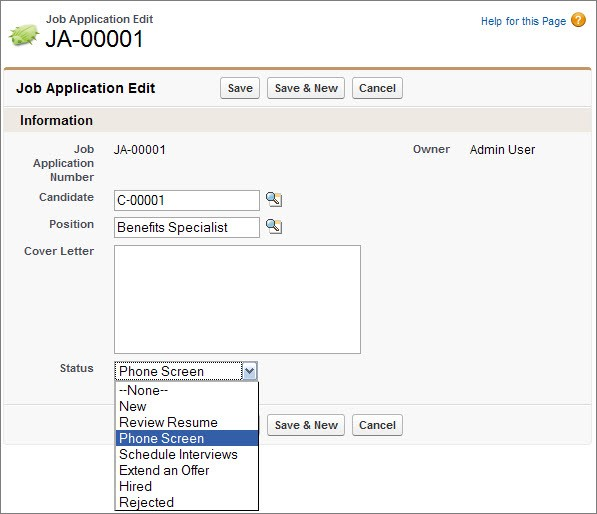 Job Application Edit
JA-00001
Help for this Page ?
Job Application Edit
Save
Save & New
Cancel
Information
Job Application Number
JA-00001
Owner
Admin User
Candidate
C-00001
Position
Benefits Specialist
Cover Letter
Status
Phone Screen
--None--
New
Review Resume
Phone Screen
Schedule Interviews
Extend an Offer
Hired
Rejected
Save & New
Cancel